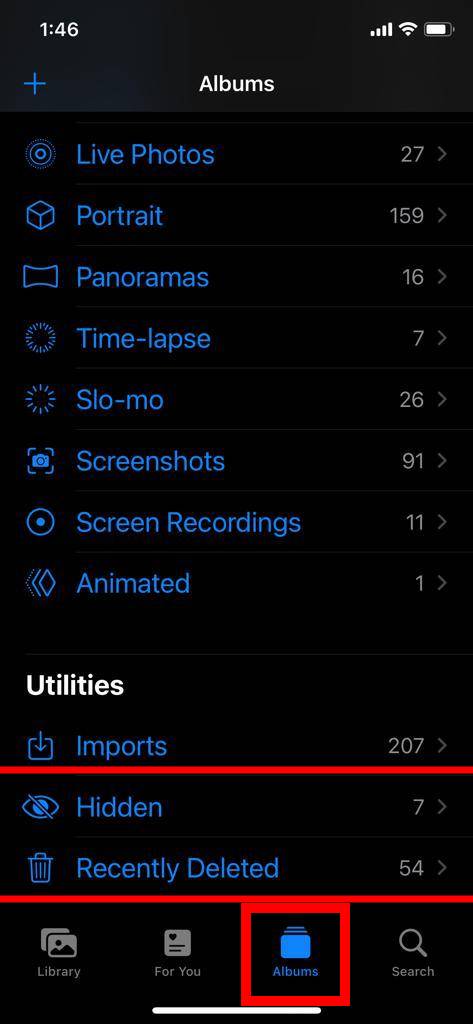 1:46
Albums
Live Photos 27
Portrait 159
Panoramas 16
Time-lapse 7
Slo-mo 26
Screenshots 91
Screen Recordings 11
Animated 1
Utilities
Imports 207
Hidden 7
Recently Deleted 54
Library For You Albums Search